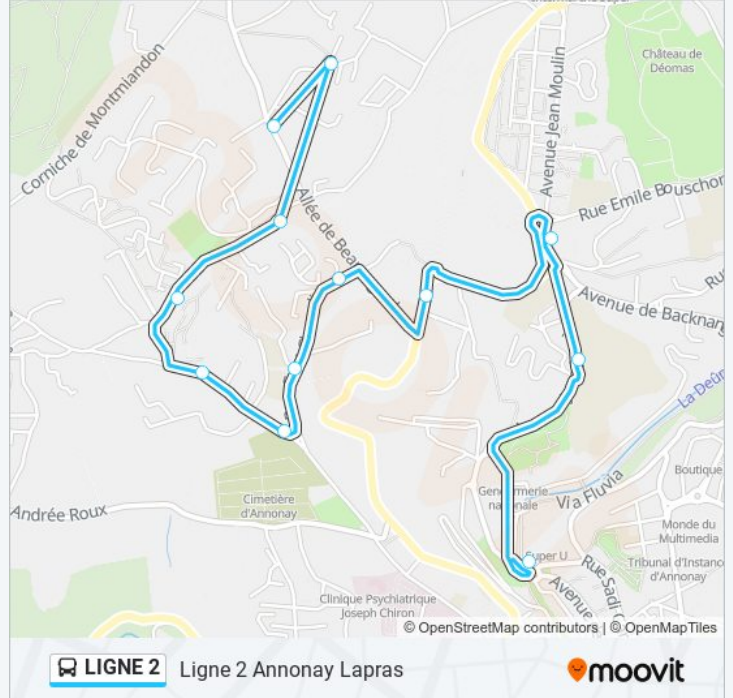 Château de
Déomas
Corniche de Montmiandon
Avenue Jean Moulin
Rue Emile Bouschon
Allée de
Avenue de Backnang
La Deûm
Boutique
Gendarmerie
nationale
Via Fluvia
Cimetière
d'Annonay
Andrée Roux
Monde du
Multimedia
Super U
Rue Sadi
Tribunal d'Instance
d'Annonay
Avenue
Clinique Psychiatrique
Joseph Chiron
© OpenStreetMap contributors | © OpenMapTiles
LIGNE 2 Ligne 2 Annonay Lapras
moovit